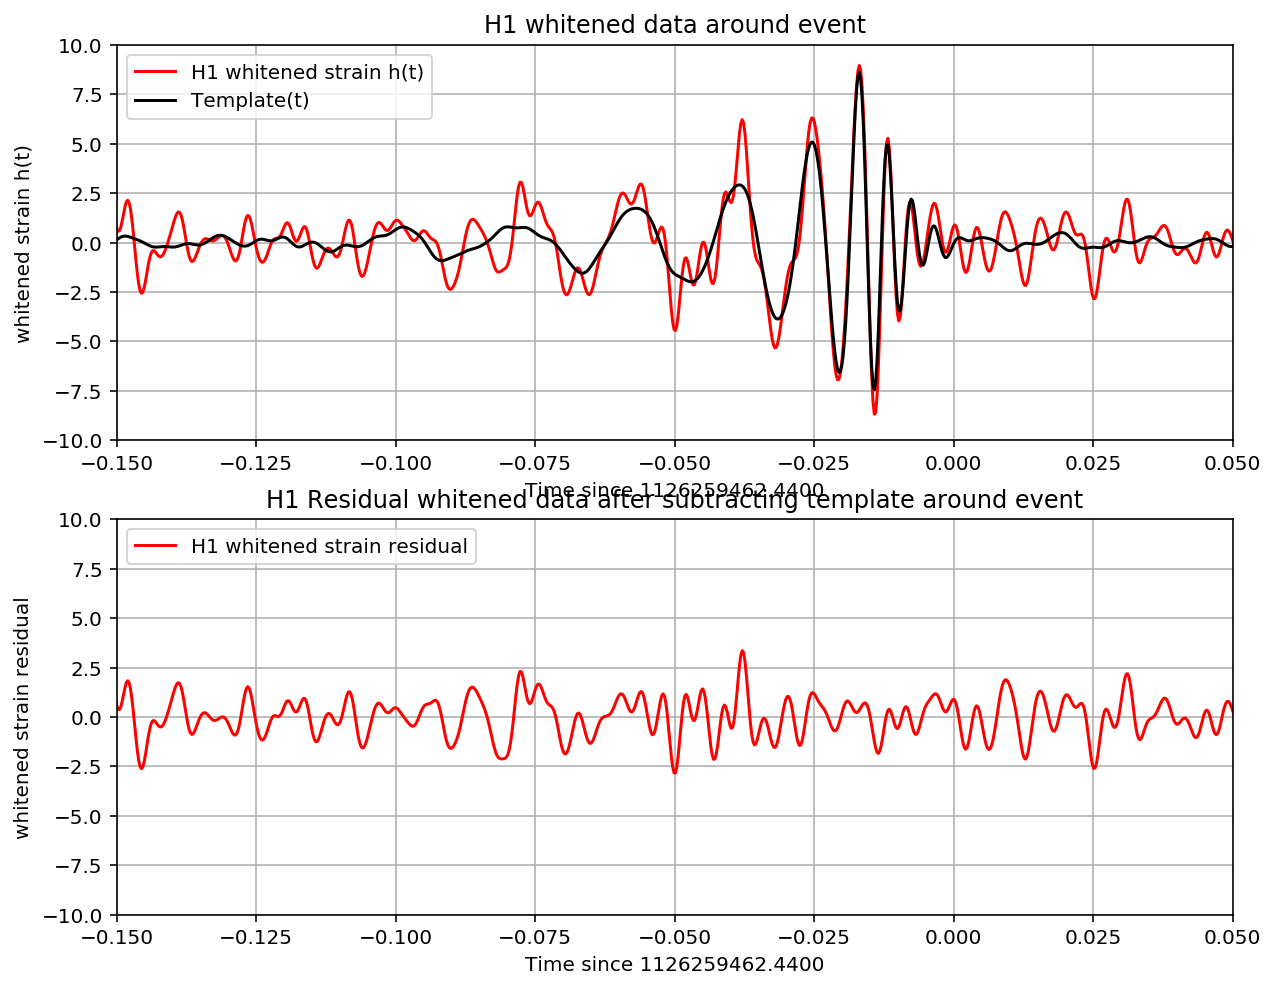 H1 whitened data around event
10.0
7.5
5.0
2.5
0.0
−2.5
−5.0
−7.5
−10.0
whitened strain h(t)
H1 whitened strain h(t)
Template(t)
−0.150 −0.125 −0.100 −0.075 −0.050 −0.025 0.000 0.025 0.050
Time since 1126259462.4400
H1 Residual whitened data after subtracting template around event
10.0
7.5
5.0
2.5
0.0
−2.5
−5.0
−7.5
−10.0
whitened strain residual
H1 whitened strain residual
−0.150 −0.125 −0.100 −0.075 −0.050 −0.025 0.000 0.025 0.050
Time since 1126259462.4400